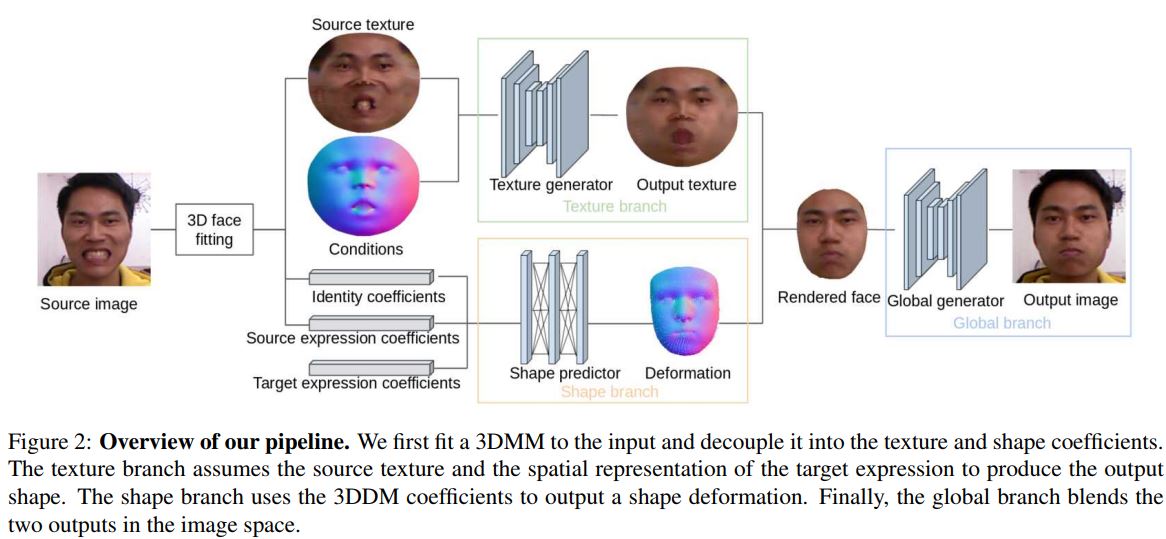 Source texture
Texture generator
Output texture
Texture branch
3D face
fitting
Conditions
Source image
Identity coefficients
Source expression coefficients
Target expression coefficients
Shape predictor
Deformation
Shape branch
Rendered face
Global generator
Output image
Global branch
Figure 2: Overview of our pipeline. We first fit a 3DMM to the input and decouple it into the texture and shape coefficients.
The texture branch assumes the source texture and the spatial representation of the target expression to produce the output
shape. The shape branch uses the 3DDM coefficients to output a shape deformation. Finally, the global branch blends the
two outputs in the image space.